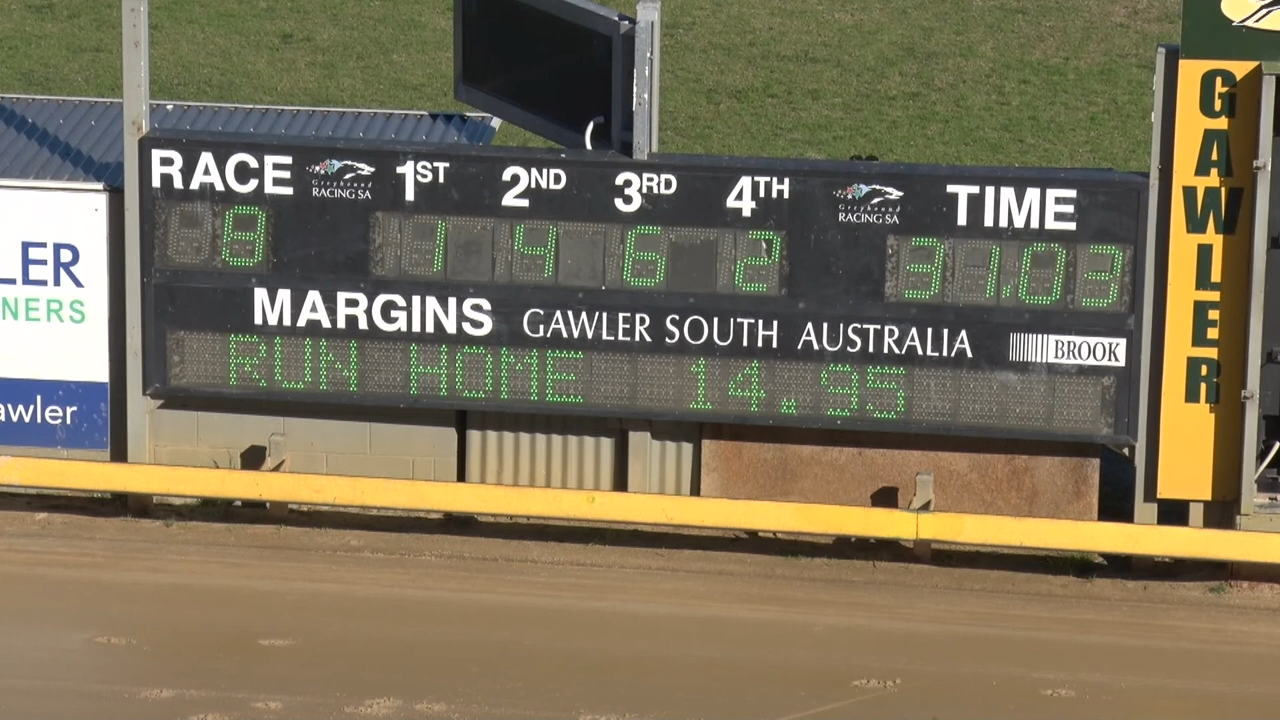 RACE 1ST 2ND 3RD 4TH TIME
Greyhound RACING SA
Greyhound RACING SA
8 1 4 6 2 31.03
MARGINS GAWLER SOUTH AUSTRALIA BROOK
RUN HOME 14.95
LER
NERS
awler
GAWLER